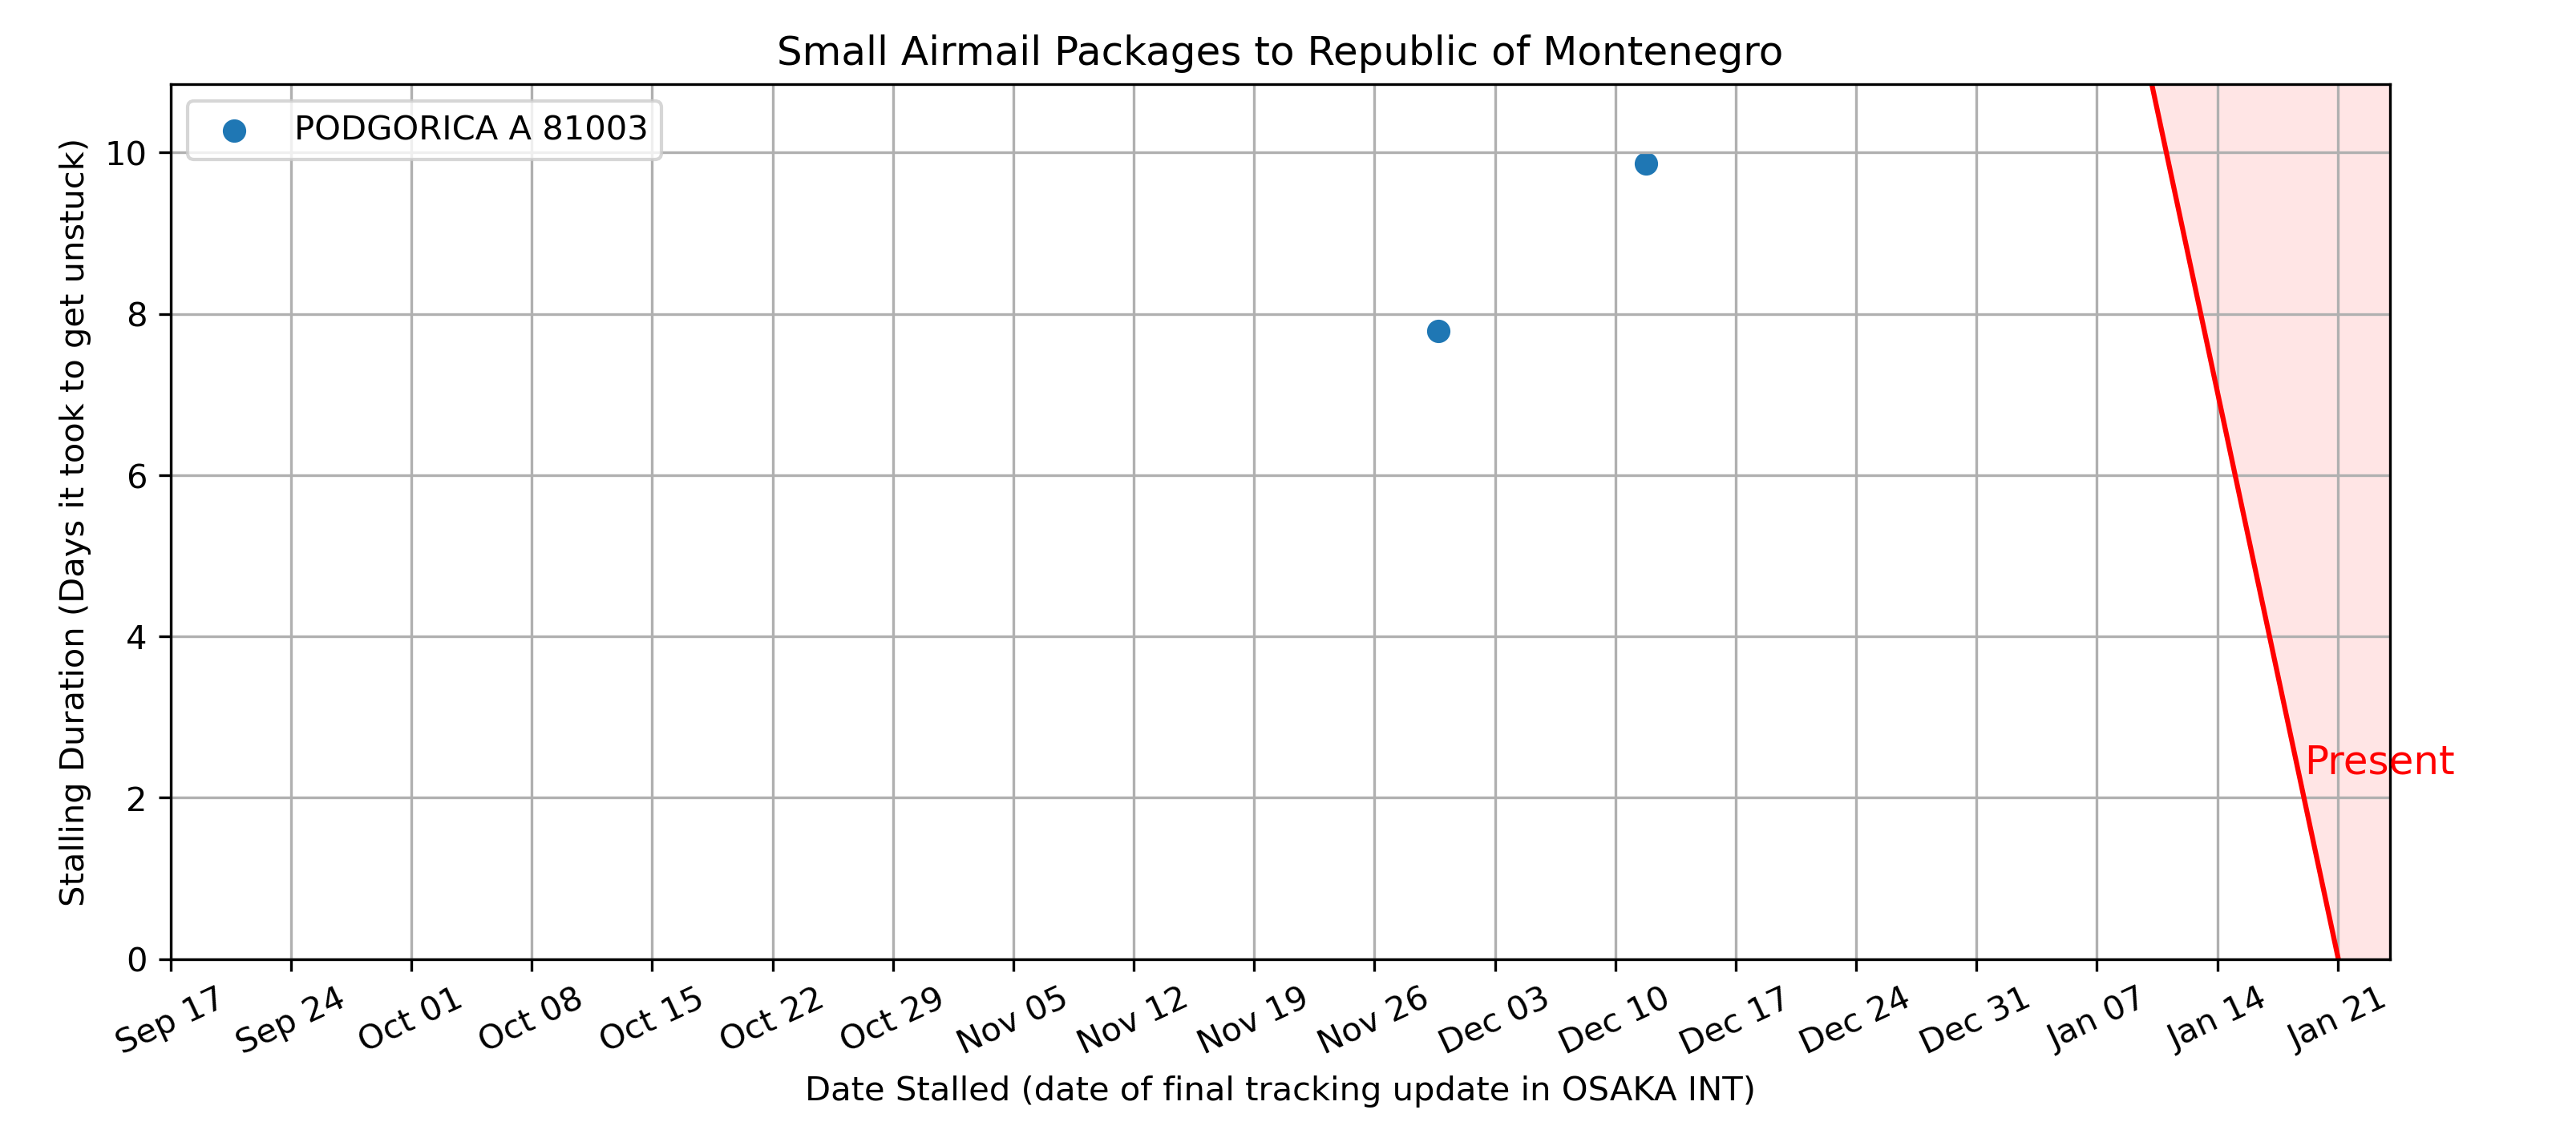 Small Airmail Packages to Republic of Montenegro
PODGORICA A 81003
Stalling Duration (Days it took to get unstuck)
10
8
6
4
2
0
Present
Sep 17 Sep 24 Oct 01 Oct 08 Oct 15 Oct 22 Oct 29 Nov 05 Nov 12 Nov 19 Nov 26 Dec 03 Dec 10 Dec 17 Dec 24 Dec 31 Jan 07 Jan 14 Jan 21
Date Stalled (date of final tracking update in OSAKA INT)